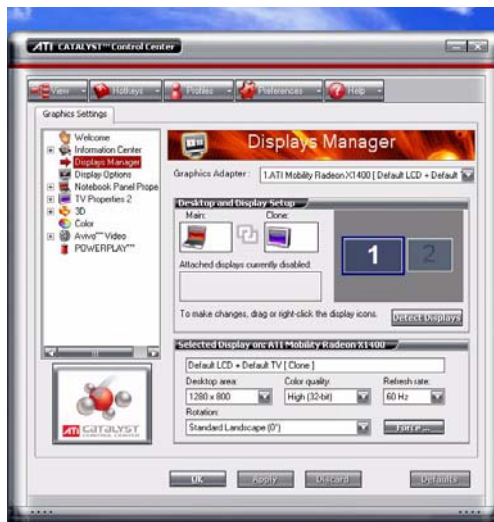 ATI CATALYST™ Control Center
View Hotkeys Profiles Preferences Help
Graphics Settings
Welcome
Information Center
Displays Manager
Display Options
Notebook Panel Prope
TV Properties 2
3D
Color
Avivo™ Video
POWERPLAY™
ATI CATALYST
CONTROL CENTER
Displays Manager
Graphics Adapter: 1.ATI Mobility Radeon X1400 [ Default LCD + Default
Desktop and Display Setup
Main: Clone:
1 2
Attached displays currently disabled:
To make changes, drag or right-click the display icons. Detect Displays
Selected Display on: ATI Mobility Radeon X1400
Default LCD + Default TV [ Clone ]
Desktop area: Color quality: Refresh rate:
1280 x 800 High (32-bit) 60 Hz
Rotation:
Standard Landscape (0°) Force ...
OK Apply Discard Defaults